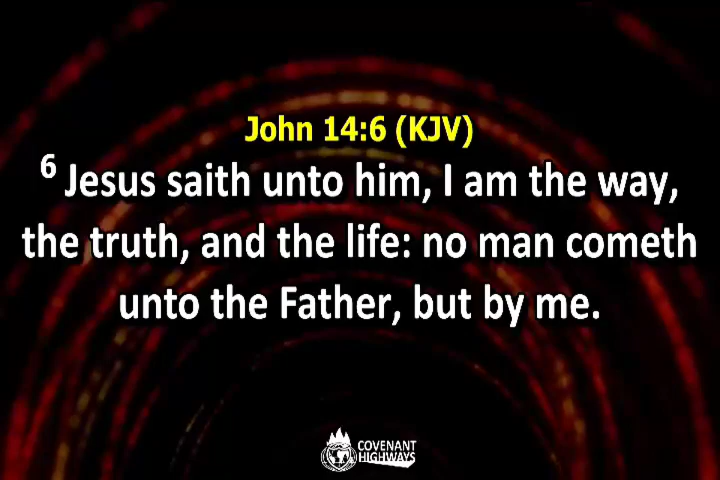 John 14:6 (KJV)
6 Jesus saith unto him, I am the way,
the truth, and the life: no man cometh
unto the Father, but by me.
COVENANT
HIGHWAYS